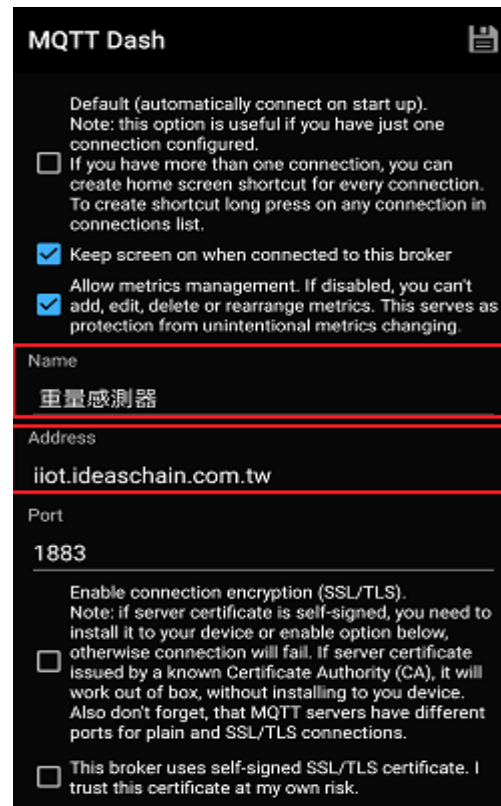 MQTT Dash
Default (automatically connect on start up).
Note: this option is useful if you have just one
connection configured.
If you have more than one connection, you can
create home screen shortcut for every connection.
To create shortcut long press on any connection in
connections list.
Keep screen on when connected to this broker
Allow metrics management. If disabled, you can't
add, edit, delete or rearrange metrics. This serves as
protection from unintentional metrics changing.
Name
重量感測器
Address
iiot.ideaschain.com.tw
Port
1883
Enable connection encryption (SSL/TLS).
Note: if server certificate is self-signed, you need to
install it to your device or enable option below,
otherwise connection will fail. If server certificate
issued by a known Certificate Authority (CA), it will
work out of box, without installing to you device.
Also don't forget, that MQTT servers have different
ports for plain and SSL/TLS connections.
This broker uses self-signed SSL/TLS certificate. I
trust this certificate at my own risk.